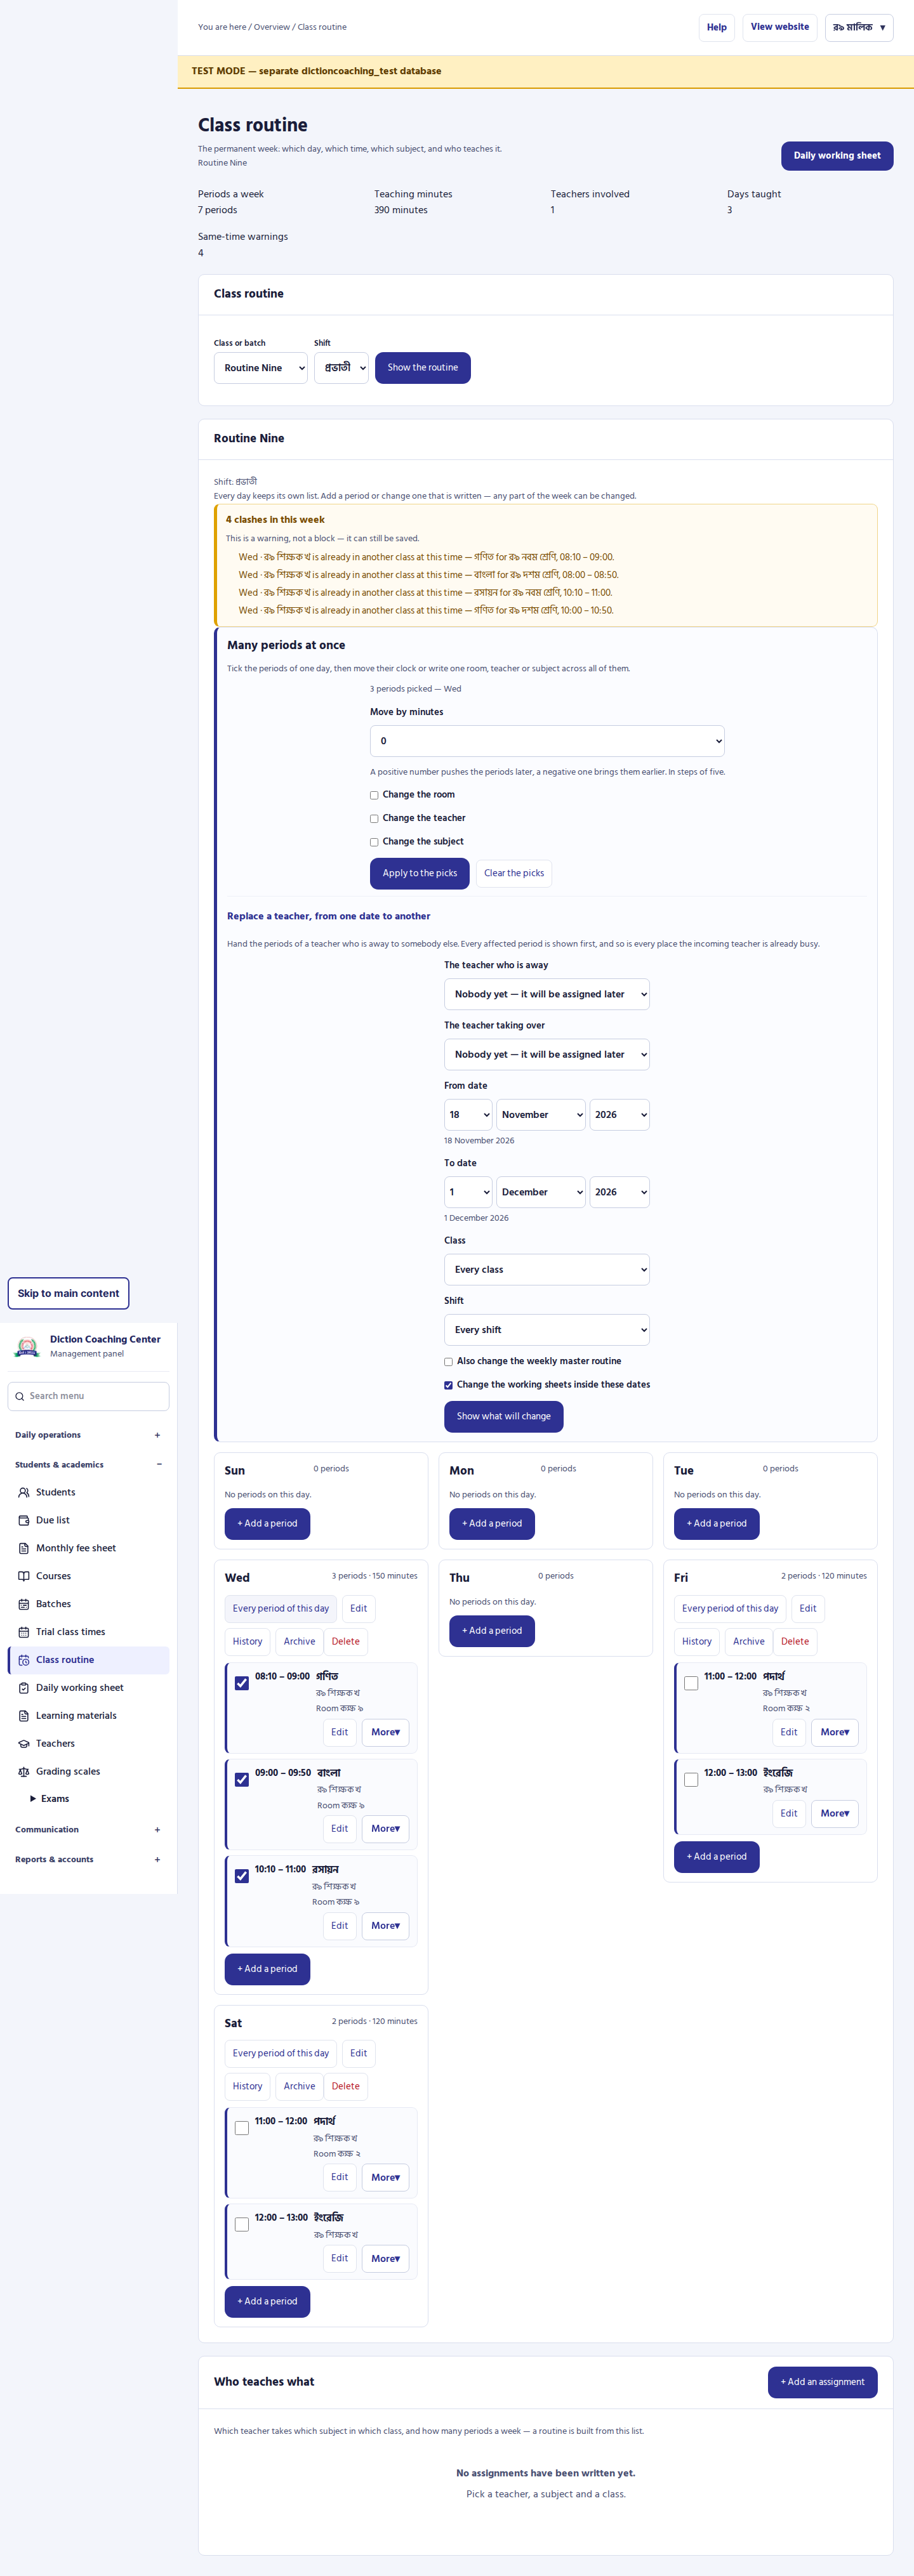 You are here / Overview / Class routine
Help
View website
র৯ মালিক ▾
TEST MODE — separate dictioncoaching_test database
Class routine
The permanent week: which day, which time, which subject, and who teaches it.
Routine Nine
Daily working sheet
Periods a week
7 periods
Teaching minutes
390 minutes
Teachers involved
1
Days taught
3
Same-time warnings
4
Class routine
Class or batch
Routine Nine
Shift
প্রভাতী
Show the routine
Routine Nine
Shift: প্রভাতী
Every day keeps its own list. Add a period or change one that is written — any part of the week can be changed.
4 clashes in this week
This is a warning, not a block — it can still be saved.
Wed · র৯ শিক্ষক খ is already in another class at this time — গণিত for র৯ নবম শ্রেণি, 08:10 – 09:00.
Wed · র৯ শিক্ষক খ is already in another class at this time — বাংলা for র৯ দশম শ্রেণি, 08:00 – 08:50.
Wed · র৯ শিক্ষক খ is already in another class at this time — রসায়ন for র৯ নবম শ্রেণি, 10:10 – 11:00.
Wed · র৯ শিক্ষক খ is already in another class at this time — গণিত for র৯ দশম শ্রেণি, 10:00 – 10:50.
Many periods at once
Tick the periods of one day, then move their clock or write one room, teacher or subject across all of them.
3 periods picked — Wed
Move by minutes
0
A positive number pushes the periods later, a negative one brings them earlier. In steps of five.
Change the room
Change the teacher
Change the subject
Apply to the picks
Clear the picks
Replace a teacher, from one date to another
Hand the periods of a teacher who is away to somebody else. Every affected period is shown first, and so is every place the incoming teacher is already busy.
The teacher who is away
Nobody yet — it will be assigned later
The teacher taking over
Nobody yet — it will be assigned later
From date
18 November 2026
18 November 2026
To date
1 December 2026
1 December 2026
Class
Every class
Shift
Every shift
Also change the weekly master routine
Change the working sheets inside these dates
Show what will change
Skip to main content
Diction Coaching Center
Management panel
Search menu
Daily operations +
Students & academics −
Students
Due list
Monthly fee sheet
Courses
Batches
Trial class times
Class routine
Daily working sheet
Learning materials
Teachers
Grading scales
▶ Exams
Communication +
Reports & accounts +
Sun 0 periods
No periods on this day.
+ Add a period
Mon 0 periods
No periods on this day.
+ Add a period
Tue 0 periods
No periods on this day.
+ Add a period
Wed 3 periods · 150 minutes
Every period of this day Edit
History Archive Delete
08:10 – 09:00 গণিত
র৯ শিক্ষক খ
Room কক্ষ ৯
Edit More▾
09:00 – 09:50 বাংলা
র৯ শিক্ষক খ
Room কক্ষ ৯
Edit More▾
10:10 – 11:00 রসায়ন
র৯ শিক্ষক খ
Room কক্ষ ৯
Edit More▾
+ Add a period
Thu 0 periods
No periods on this day.
+ Add a period
Fri 2 periods · 120 minutes
Every period of this day Edit
History Archive Delete
11:00 – 12:00 পদার্থ
র৯ শিক্ষক খ
Room কক্ষ ২
Edit More▾
12:00 – 13:00 ইংরেজি
র৯ শিক্ষক খ
Edit More▾
+ Add a period
Sat 2 periods · 120 minutes
Every period of this day Edit
History Archive Delete
11:00 – 12:00 পদার্থ
র৯ শিক্ষক খ
Room কক্ষ ২
Edit More▾
12:00 – 13:00 ইংরেজি
র৯ শিক্ষক খ
Edit More▾
+ Add a period
Who teaches what
+ Add an assignment
Which teacher takes which subject in which class, and how many periods a week — a routine is built from this list.
No assignments have been written yet.
Pick a teacher, a subject and a class.